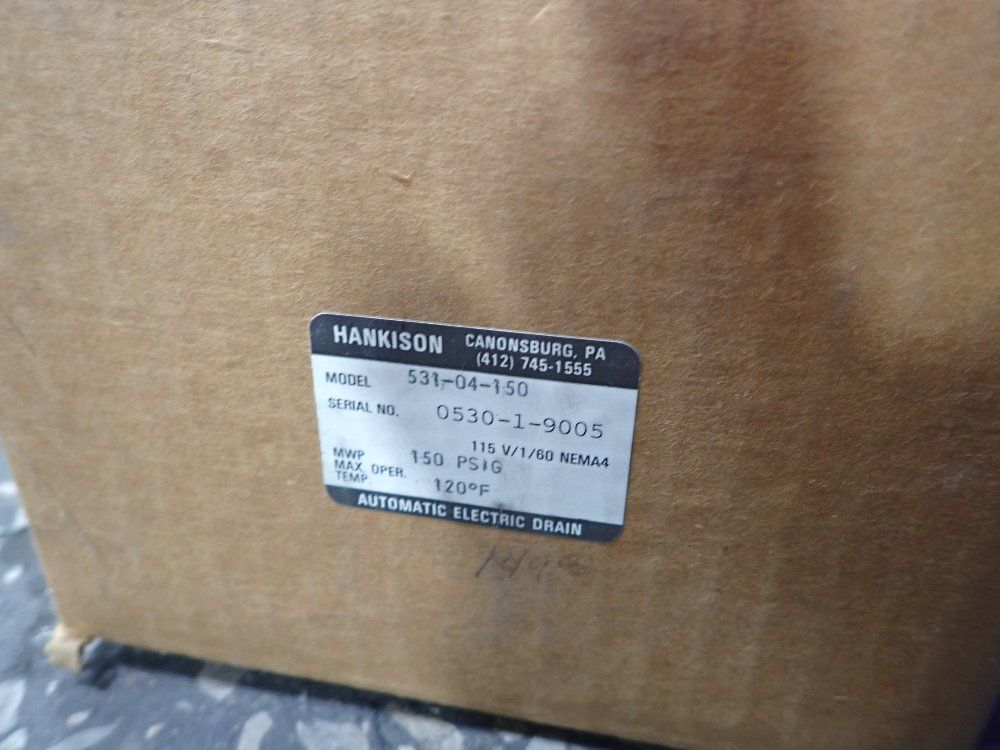 HANKISON CANONSBURG, PA
(412) 745-1555
MODEL 531-04-150
SERIAL NO. 0530-1-9005
115 V/1/60 NEMA4
MWP 150 PSIG
MAX. OPER.
TEMP. 120°F
AUTOMATIC ELECTRIC DRAIN